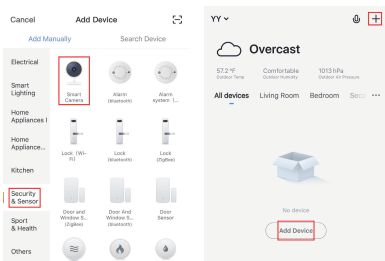 Cancel
Add Device
Add Manually
Search Device
Electrical
Smart
Lighting
Home
Appliances I
Home
Appliance...
Kitchen
Security
& Sensor
Sport
& Health
Others
Smart
Camera
Alarm
(Bluetooth)
Alarm
system (...
Lock (Wi-
Fi)
Lock
(Bluetooth)
Lock
(ZigBee)
Door and
Window S...
(ZigBee)
Door And
Window S...
(Bluetooth)
Door
Sensor
YY
Overcast
57.2 °F
Outdoor Temp
Comfortable
Outdoor Humidity
1013 hPa
Outdoor Air Pressure
All devices
Living Room
Bedroom
Seco
...
No device
Add Device